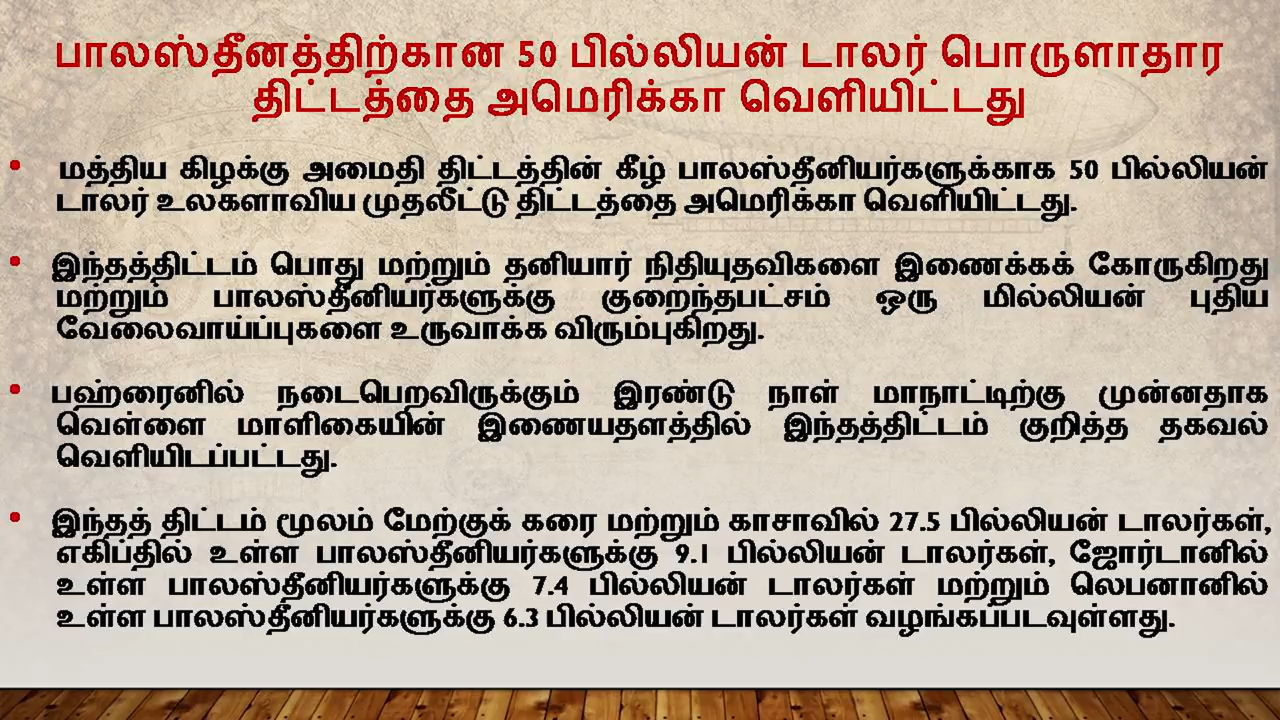 பாலஸ்தீனத்திற்கான 50 பில்லியன் டாலர் பொருளாதார
திட்டத்தை அமெரிக்கா வெளியிட்டது
• மத்திய கிழக்கு அமைதி திட்டத்தின் கீழ் பாலஸ்தீனியர்களுக்காக 50 பில்லியன்
டாலர் உலகளாவிய முதலீட்டு திட்டத்தை அமெரிக்கா வெளியிட்டது.
• இந்தத்திட்டம் பொது மற்றும் தனியார் நிதியுதவிகளை இணைக்கக் கோருகிறது
மற்றும் பாலஸ்தீனியர்களுக்கு குறைந்தபட்சம் ஒரு மில்லியன் புதிய
வேலைவாய்ப்புகளை உருவாக்க விரும்புகிறது.
• பஹ்ரைனில் நடைபெறவிருக்கும் இரண்டு நாள் மாநாட்டிற்கு முன்னதாக
வெள்ளை மாளிகையின் இணையதளத்தில் இந்தத்திட்டம் குறித்த தகவல்
வெளியிடப்பட்டது.
• இந்தத் திட்டம் மூலம் மேற்குக் கரை மற்றும் காசாவில் 27.5 பில்லியன் டாலர்கள்,
எகிப்தில் உள்ள பாலஸ்தீனியர்களுக்கு 9.1 பில்லியன் டாலர்கள், ஜோர்டானில்
உள்ள பாலஸ்தீனியர்களுக்கு 7.4 பில்லியன் டாலர்கள் மற்றும் லெபனானில்
உள்ள பாலஸ்தீனியர்களுக்கு 6.3 பில்லியன் டாலர்கள் வழங்கப்படவுள்ளது.